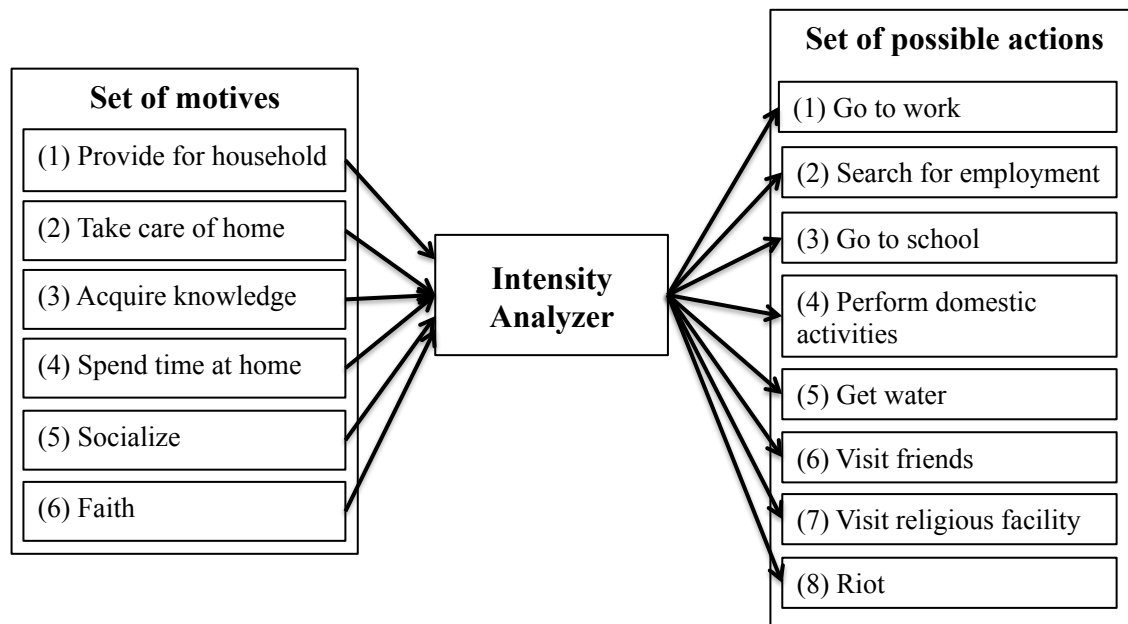 Set of motives
(1) Provide for household
(2) Take care of home
(3) Acquire knowledge
(4) Spend time at home
(5) Socialize
(6) Faith
Intensity
Analyzer
Set of possible actions
(1) Go to work
(2) Search for employment
(3) Go to school
(4) Perform domestic
activities
(5) Get water
(6) Visit friends
(7) Visit religious facility
(8) Riot